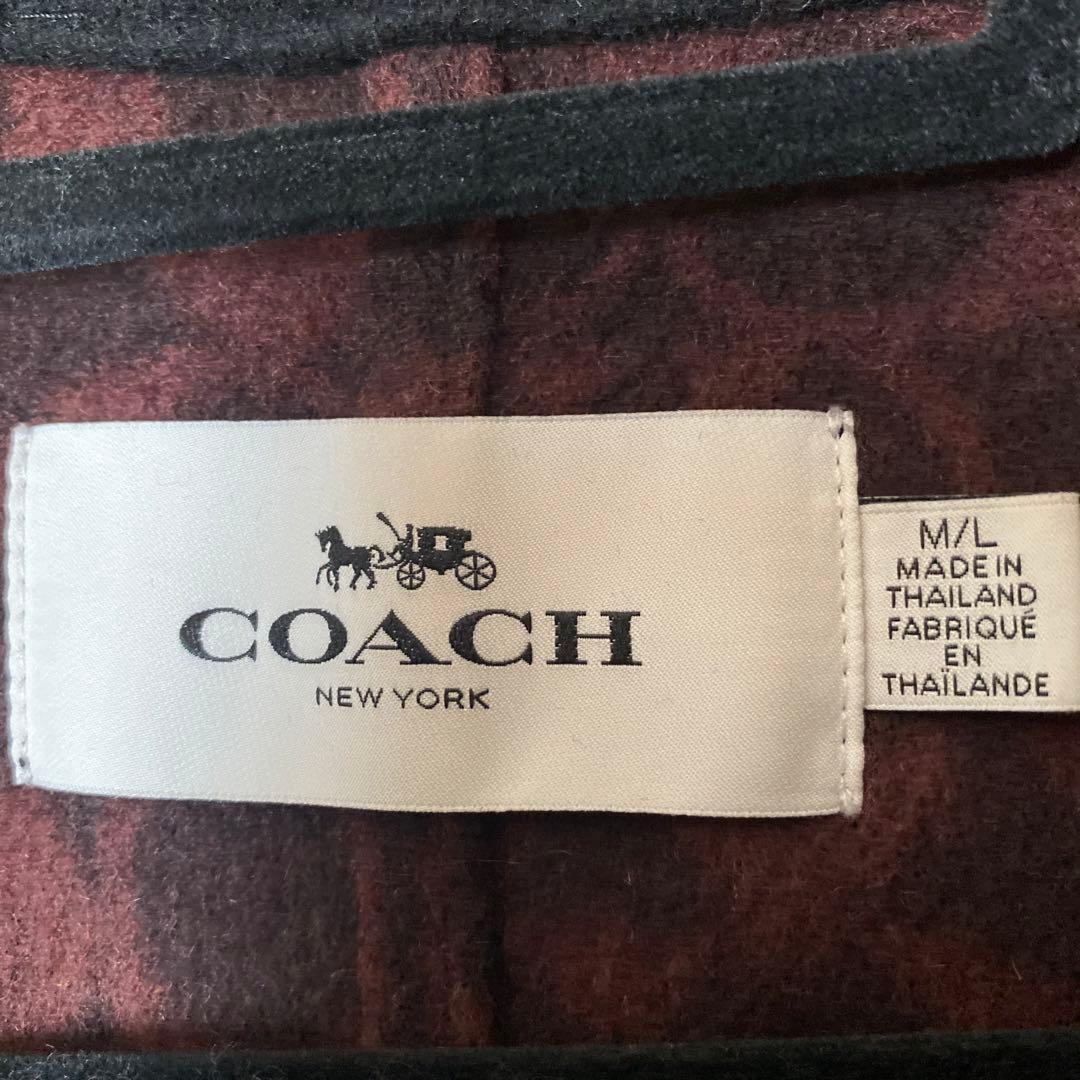 COACH
NEW YORK
M/L
MADE IN
THAILAND
FABRIQUÉ
EN
THAÏLANDE